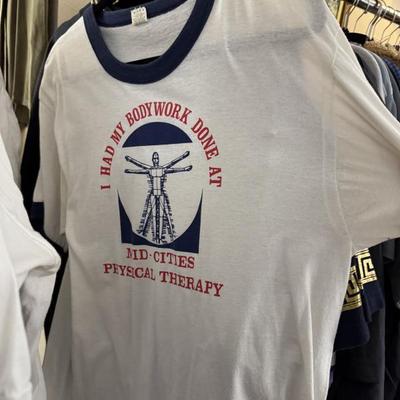 I HAD MY BODYWORK DONE AT
MID-CITIES
PHYSICAL THERAPY